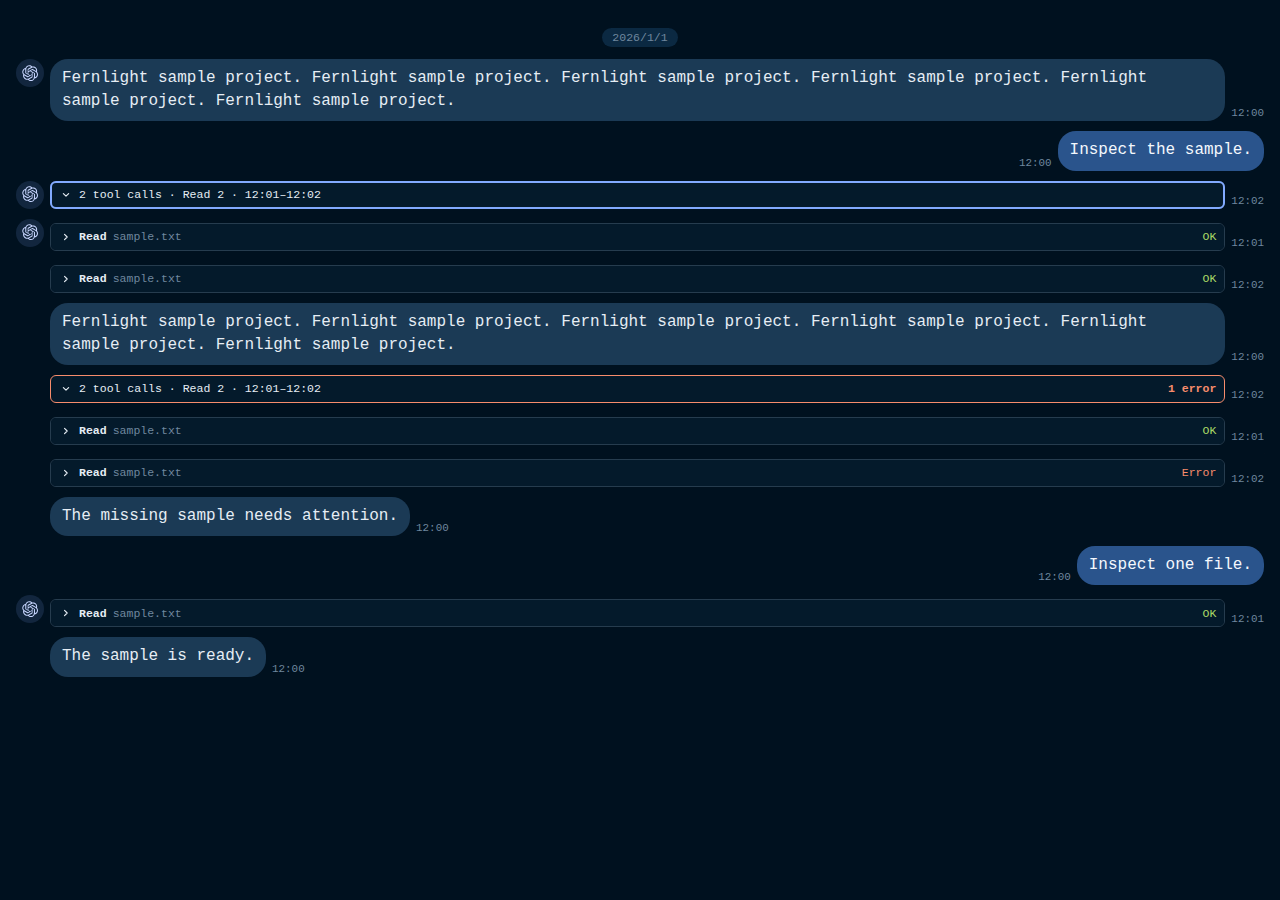 2026/1/1
Fernlight sample project. Fernlight sample project. Fernlight sample project. Fernlight sample project. Fernlight
sample project. Fernlight sample project.
12:00
Inspect the sample.
12:00
2 tool calls · Read 2 · 12:01–12:02
12:02
Read sample.txt OK
12:01
Read sample.txt OK
12:02
Fernlight sample project. Fernlight sample project. Fernlight sample project. Fernlight sample project. Fernlight
sample project. Fernlight sample project.
12:00
2 tool calls · Read 2 · 12:01–12:02 1 error
12:02
Read sample.txt OK
12:01
Read sample.txt Error
12:02
The missing sample needs attention.
12:00
Inspect one file.
12:00
Read sample.txt OK
12:01
The sample is ready.
12:00